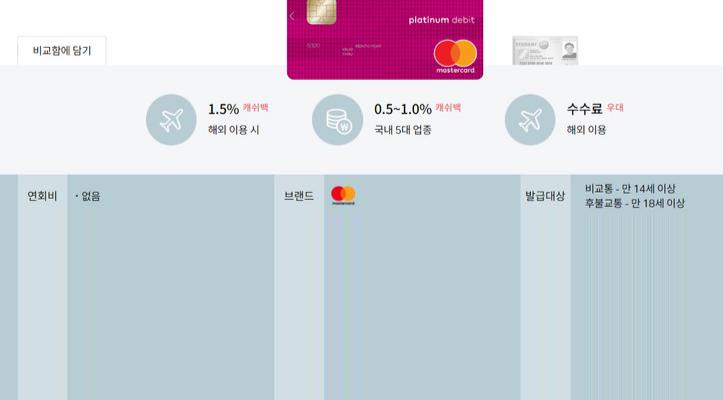 platinum debit
mastercard
비교함에 담기
1.5% 캐쉬백
해외 이용 시
0.5~1.0% 캐쉬백
국내 5대 업종
수수료 우대
해외 이용
연회비
· 없음
브랜드
mastercard
발급대상
비교통 - 만 14세 이상
후불교통 - 만 18세 이상